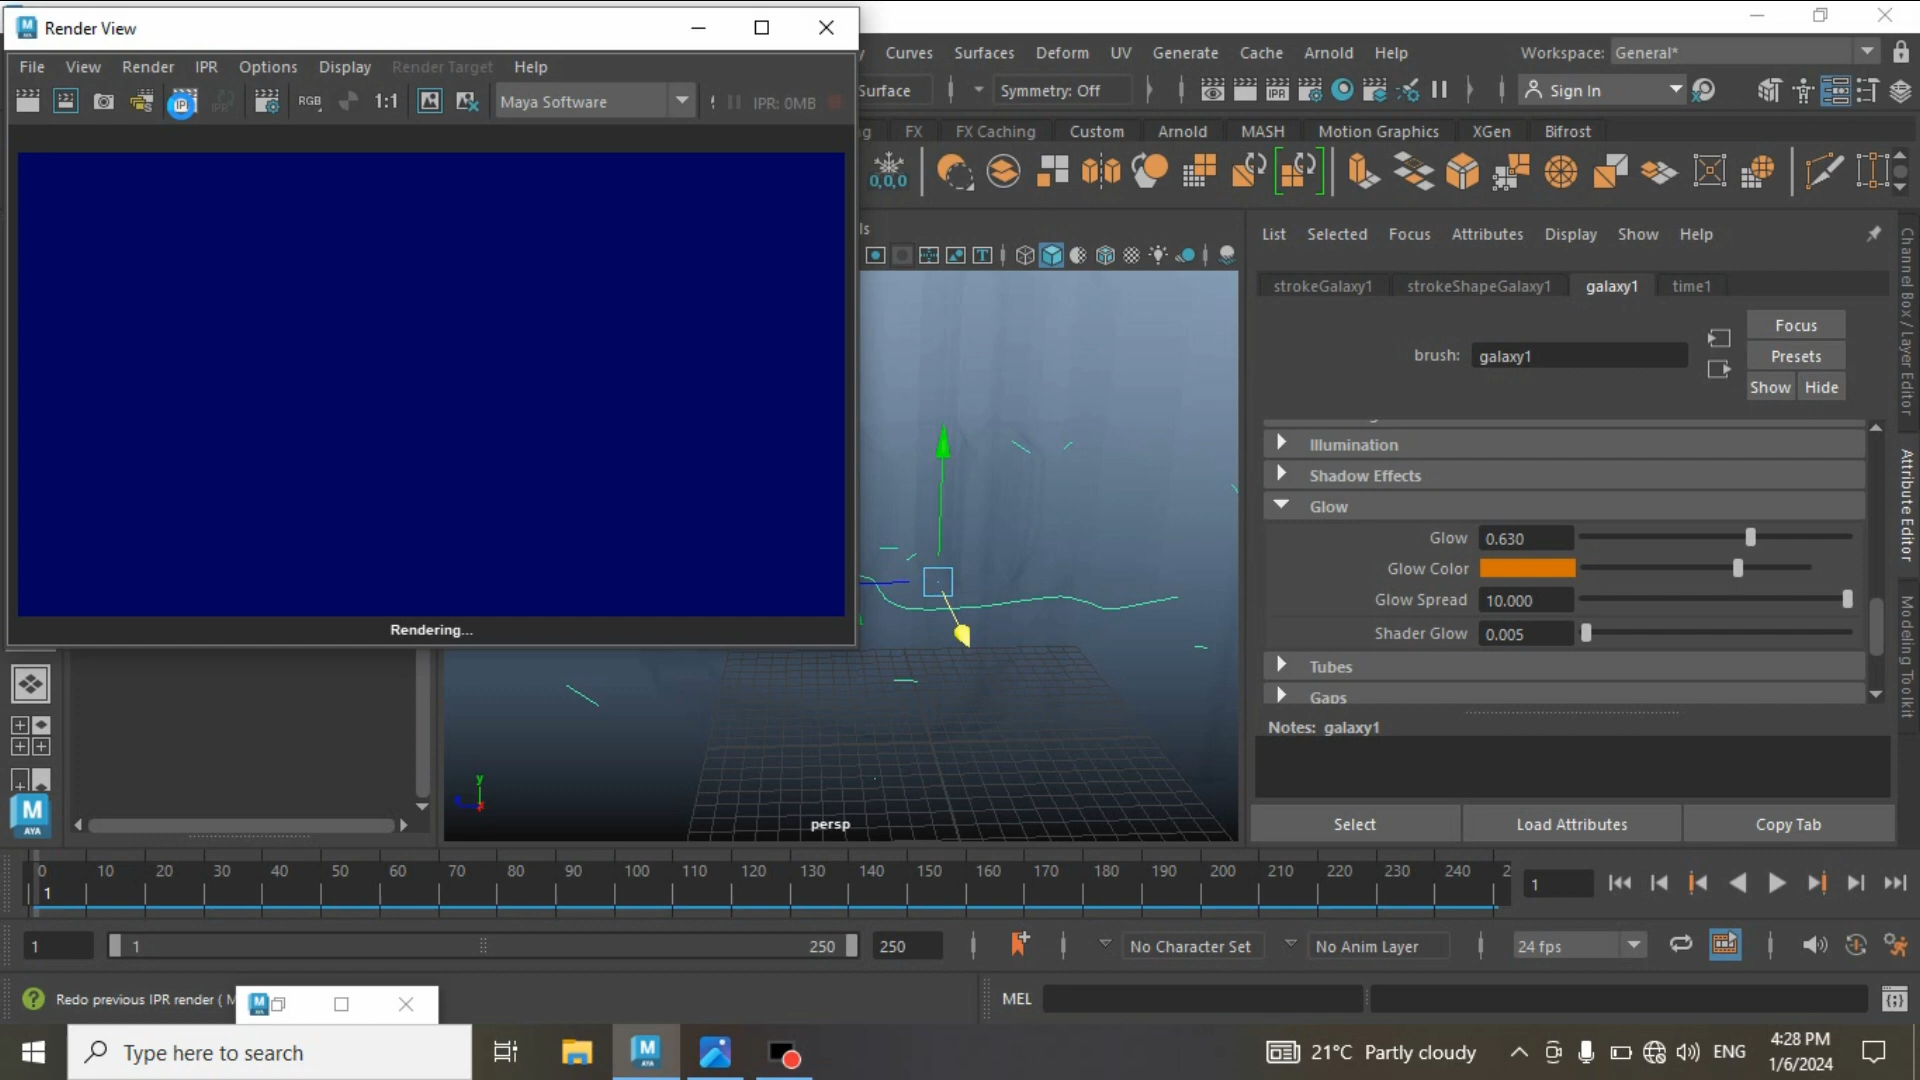 Render View
File View Render IPR Options Display Render Target Help
RGB 1:1 Maya Software IPR: 0MB
Rendering...
Curves Surfaces Deform UV Generate Cache Arnold Help
Workspace: General*
Surface Symmetry: Off IPR Sign In
FX FX Caching Custom Arnold MASH Motion Graphics XGen Bifrost
0,0,0
List Selected Focus Attributes Display Show Help
strokeGalaxy1 strokeShapeGalaxy1 galaxy1 time1
brush: galaxy1
Focus
Presets
Show Hide
Illumination
Shadow Effects
Glow
Glow 0.630
Glow Color
Glow Spread 10.000
Shader Glow 0.005
Tubes
Gaps
Notes: galaxy1
Select Load Attributes Copy Tab
Channel Box / Layer Editor
Attribute Editor
Modeling Toolkit
y
x
persp
M
AYA
0 10 20 30 40 50 60 70 80 90 100 110 120 130 140 150 160 170 180 190 200 210 220 230 240 2
1
1
1 1 250 250 No Character Set No Anim Layer 24 fps
Redo previous IPR render ( M
MEL
Type here to search
21°C Partly cloudy
ENG
4:28 PM
1/6/2024